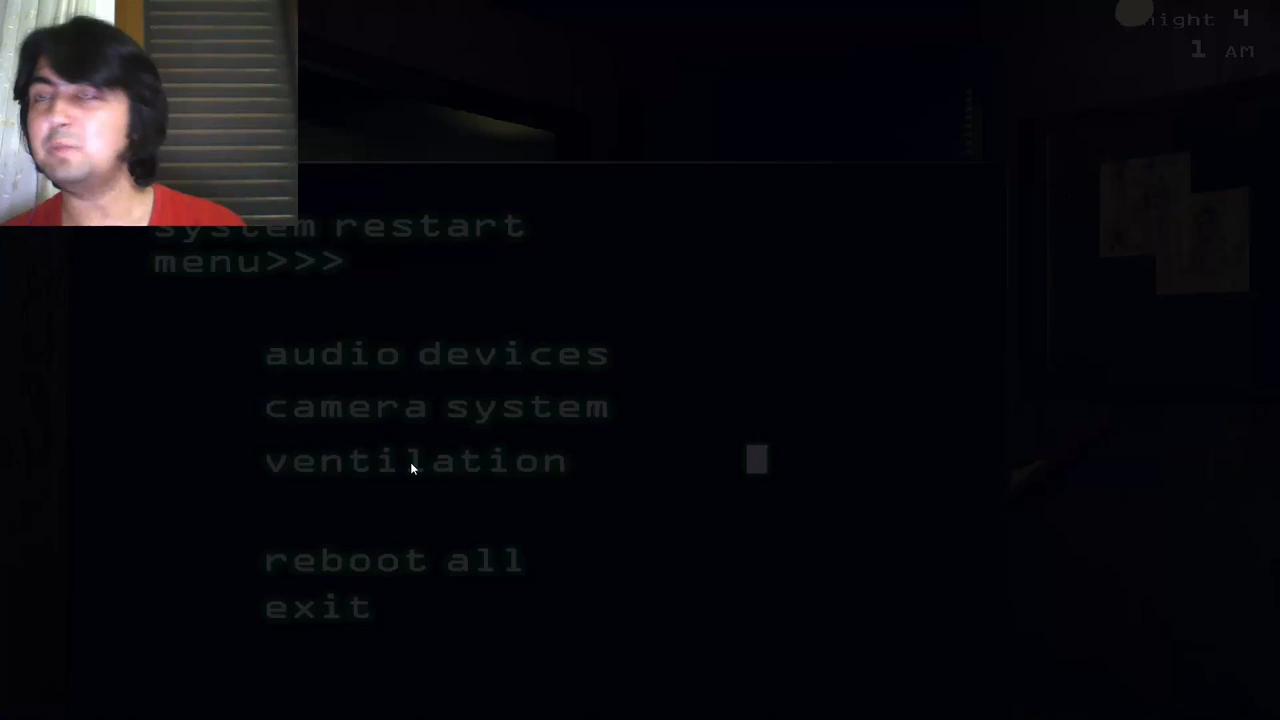 night 4
1 AM
system restart
menu>>>
audio devices
camera system
ventilation
reboot all
exit